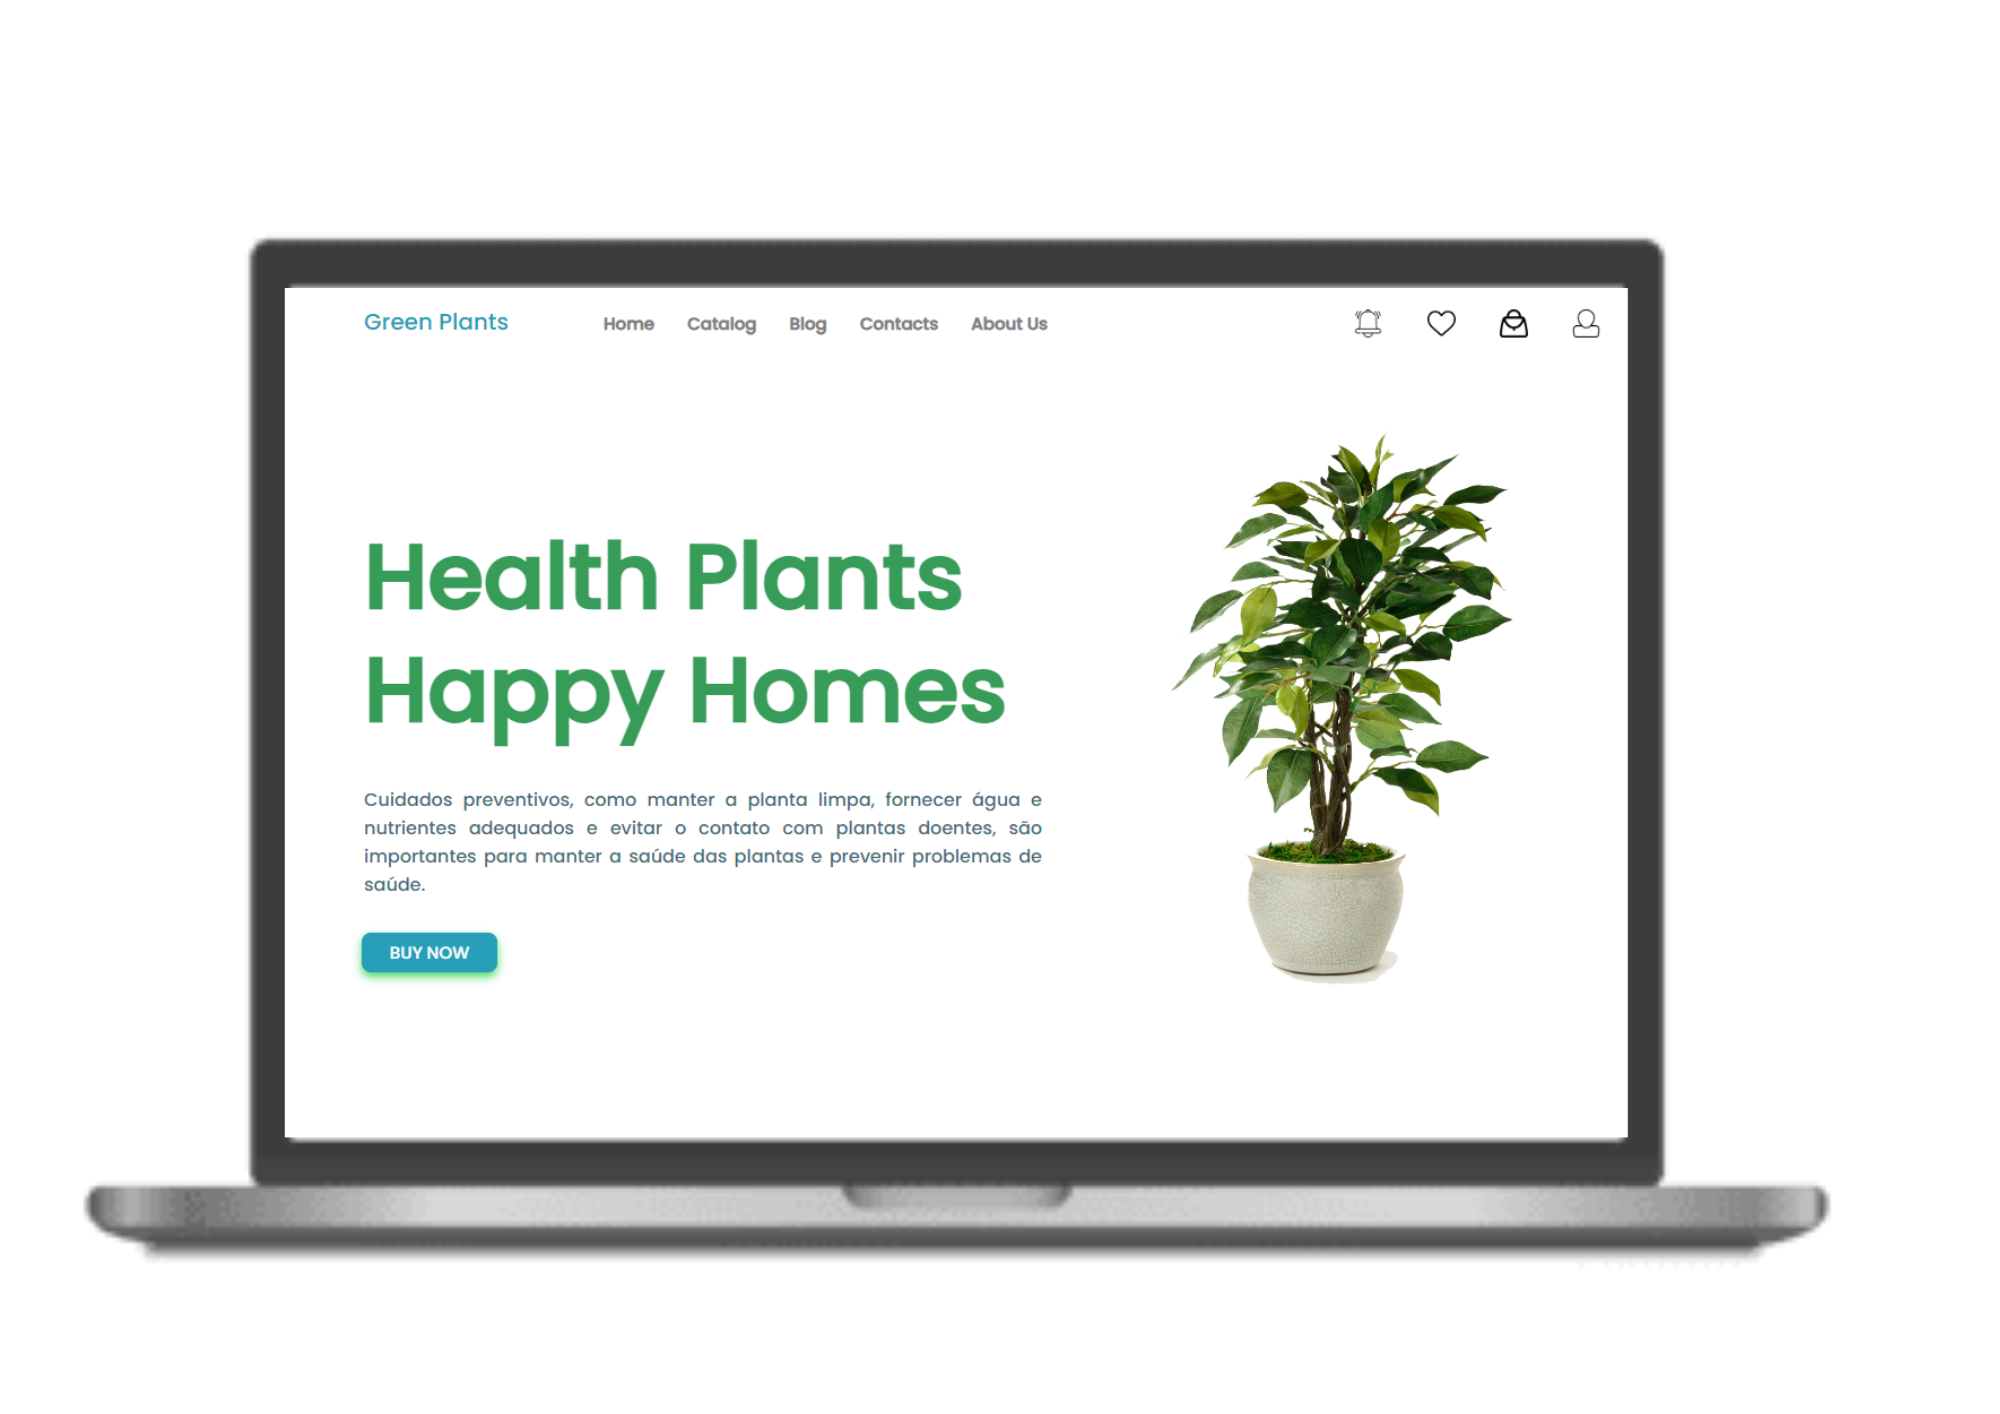 Green Plants
Home Catalog Blog Contacts About Us
Health Plants
Happy Homes
Cuidados preventivos, como manter a planta limpa, fornecer água e
nutrientes adequados e evitar o contato com plantas doentes, são
importantes para manter a saúde das plantas e prevenir problemas de
saúde.
BUY NOW